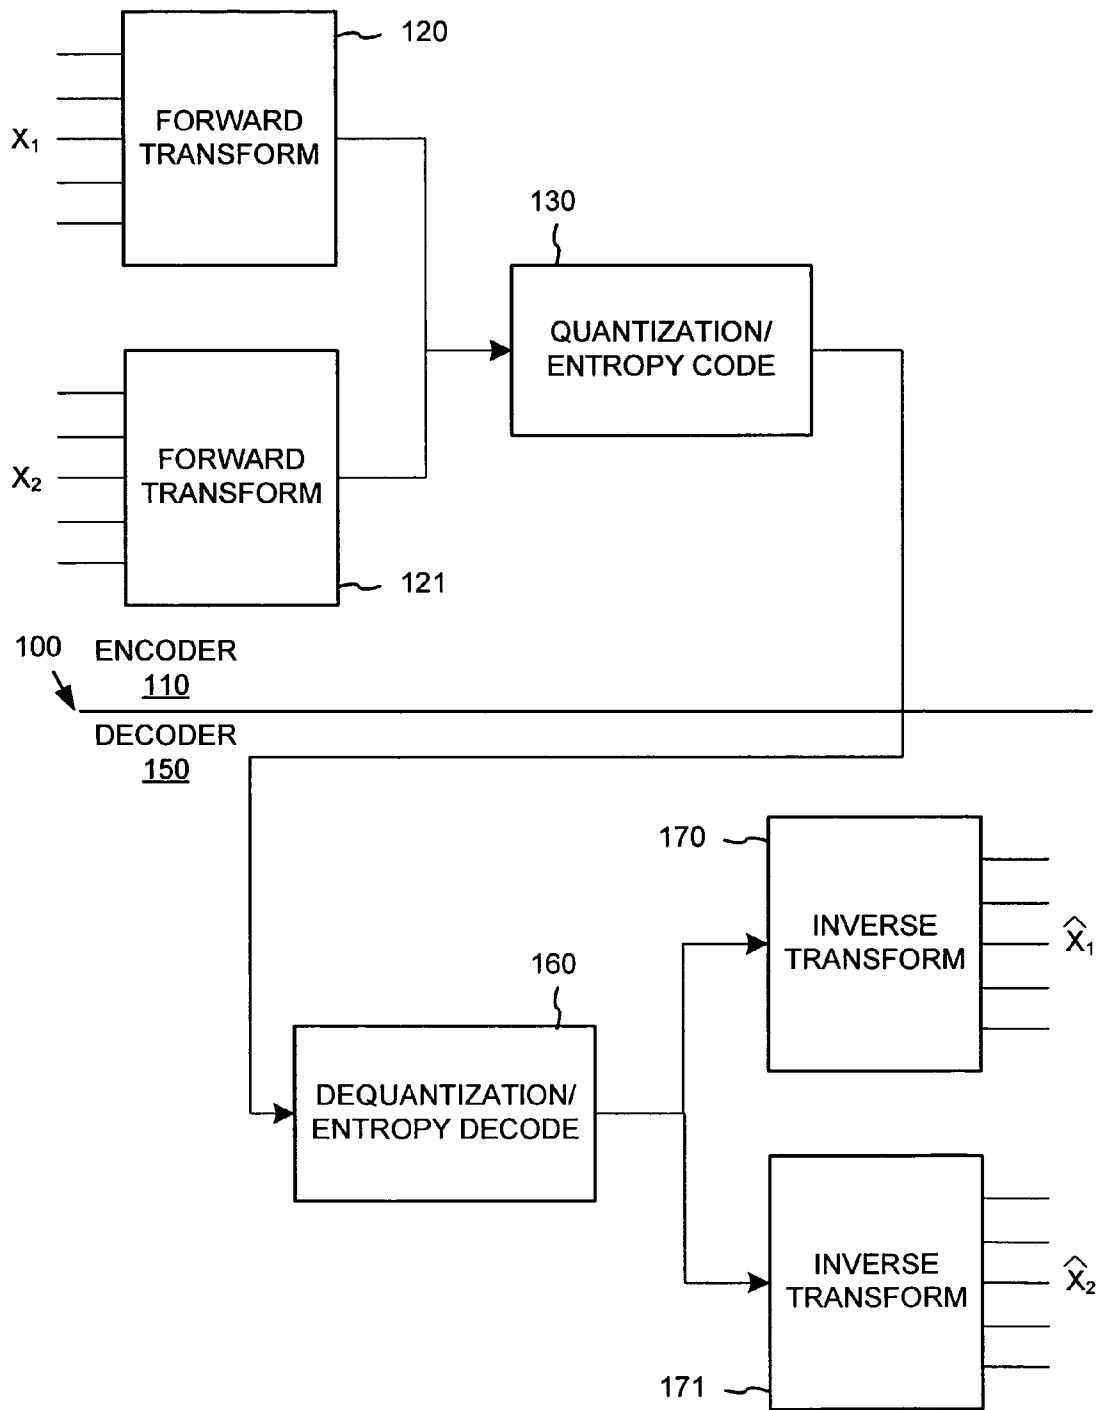 120
FORWARD
TRANSFORM
X₁
130
QUANTIZATION/
ENTROPY CODE
FORWARD
TRANSFORM
X₂
121
100
ENCODER
110
DECODER
150
170
INVERSE
TRANSFORM
X̂₁
160
DEQUANTIZATION/
ENTROPY DECODE
INVERSE
TRANSFORM
X̂₂
171